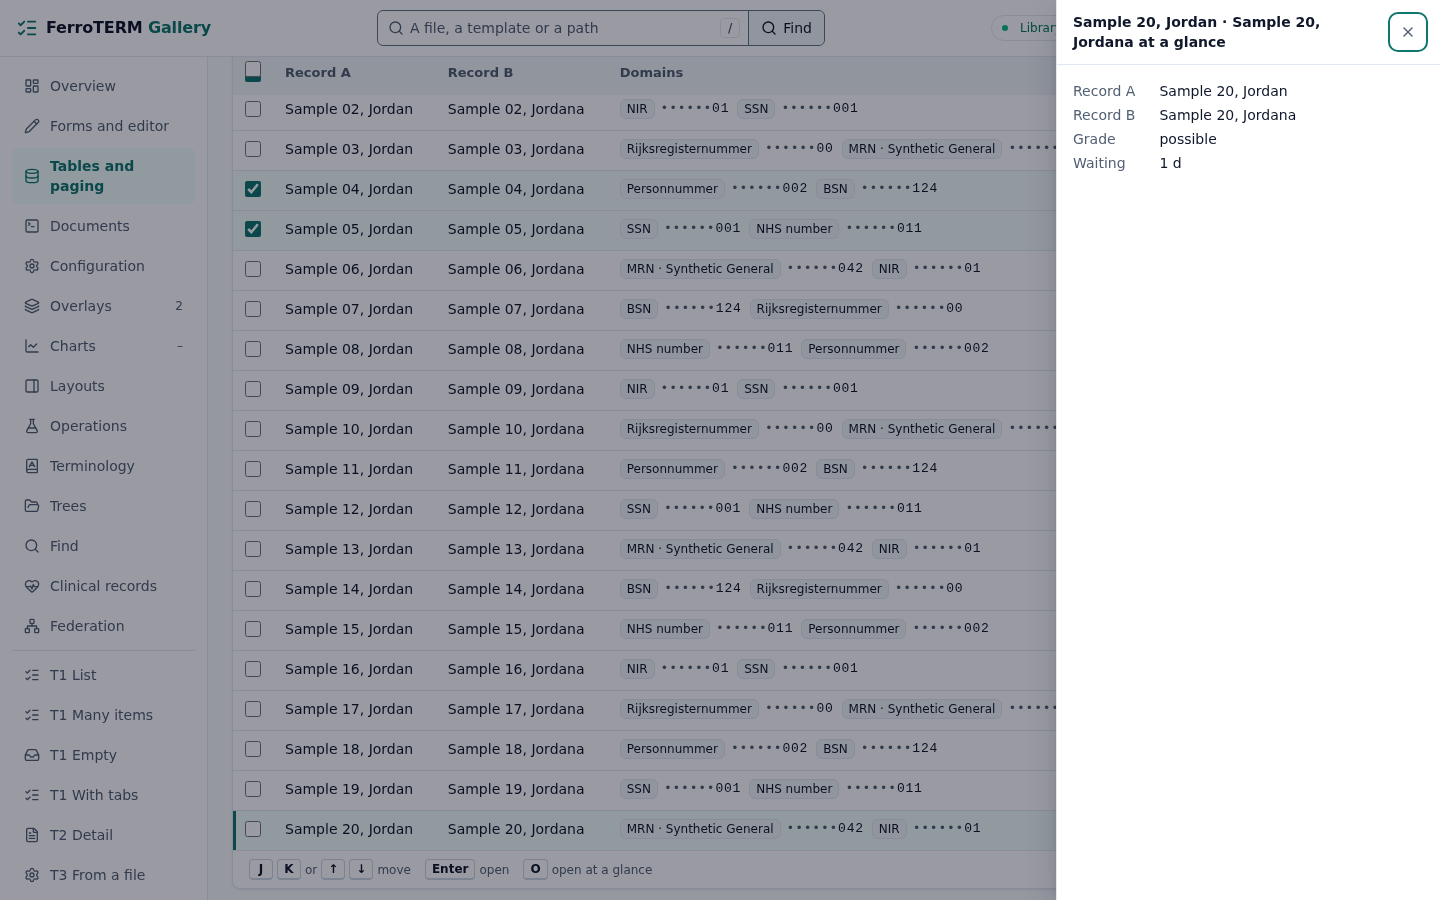 FerroTERM Gallery
A file, a template or a path
/
Find
Overview
Forms and editor
Tables and
paging
Documents
Configuration
Overlays 2
Charts –
Layouts
Operations
Terminology
Trees
Find
Clinical records
Federation
T1 List
T1 Many items
T1 Empty
T1 With tabs
T2 Detail
T3 From a file
Record A Record B Domains
Sample 02, Jordan Sample 02, Jordana NIR ••••••01 SSN ••••••001
Sample 03, Jordan Sample 03, Jordana Rijksregisternummer ••••••00 MRN · Synthetic General •••••
Sample 04, Jordan Sample 04, Jordana Personnummer ••••••002 BSN ••••••124
Sample 05, Jordan Sample 05, Jordana SSN ••••••001 NHS number ••••••011
Sample 06, Jordan Sample 06, Jordana MRN · Synthetic General ••••••042 NIR ••••••01
Sample 07, Jordan Sample 07, Jordana BSN ••••••124 Rijksregisternummer ••••••00
Sample 08, Jordan Sample 08, Jordana NHS number ••••••011 Personnummer ••••••002
Sample 09, Jordan Sample 09, Jordana NIR ••••••01 SSN ••••••001
Sample 10, Jordan Sample 10, Jordana Rijksregisternummer ••••••00 MRN · Synthetic General •••••
Sample 11, Jordan Sample 11, Jordana Personnummer ••••••002 BSN ••••••124
Sample 12, Jordan Sample 12, Jordana SSN ••••••001 NHS number ••••••011
Sample 13, Jordan Sample 13, Jordana MRN · Synthetic General ••••••042 NIR ••••••01
Sample 14, Jordan Sample 14, Jordana BSN ••••••124 Rijksregisternummer ••••••00
Sample 15, Jordan Sample 15, Jordana NHS number ••••••011 Personnummer ••••••002
Sample 16, Jordan Sample 16, Jordana NIR ••••••01 SSN ••••••001
Sample 17, Jordan Sample 17, Jordana Rijksregisternummer ••••••00 MRN · Synthetic General •••••
Sample 18, Jordan Sample 18, Jordana Personnummer ••••••002 BSN ••••••124
Sample 19, Jordan Sample 19, Jordana SSN ••••••001 NHS number ••••••011
Sample 20, Jordan Sample 20, Jordana MRN · Synthetic General ••••••042 NIR ••••••01
J K or ↑ ↓ move Enter open O open at a glance
Sample 20, Jordan · Sample 20,
Jordana at a glance
Record A Sample 20, Jordan
Record B Sample 20, Jordana
Grade possible
Waiting 1 d